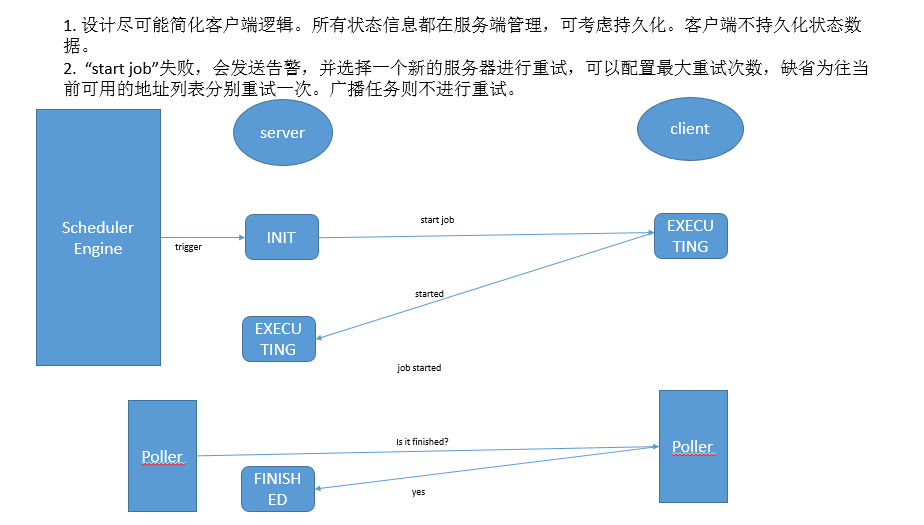 1. 设计尽可能简化客户端逻辑。所有状态信息都在服务端管理，可考虑持久化。客户端不持久化状态数
据。
2. “start job”失败，会发送告警，并选择一个新的服务器进行重试，可以配置最大重试次数，缺省为往当
前可用的地址列表分别重试一次。广播任务则不进行重试。
server
client
Scheduler
Engine
trigger
INIT
start job
EXECU
TING
started
EXECU
TING
job started
Poller
Is it finished?
Poller
FINISH
ED
yes